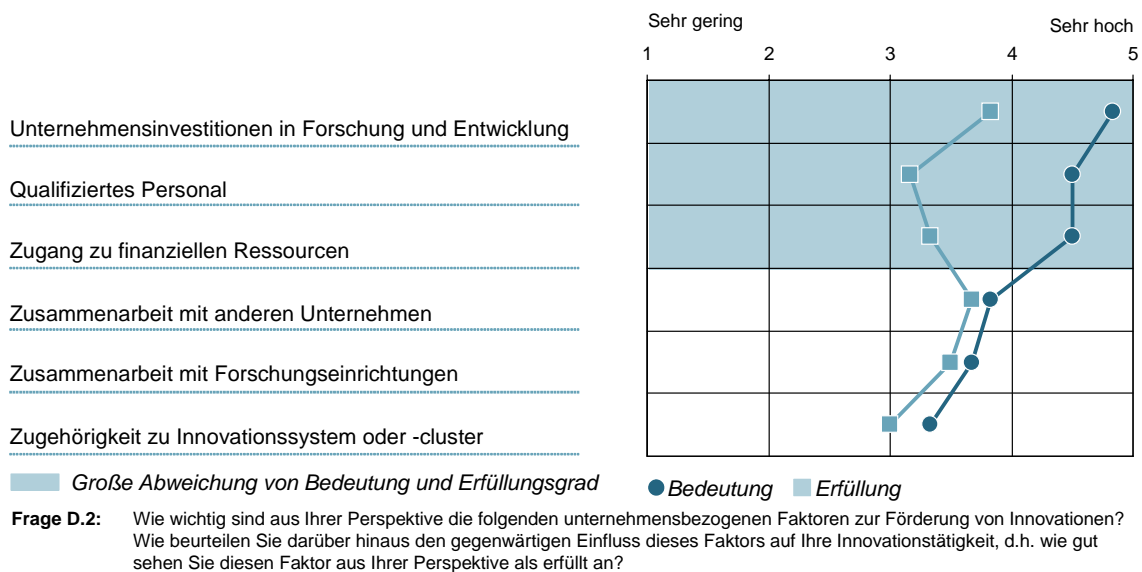 Sehr gering
Sehr hoch
1 2 3 4 5
Unternehmensinvestitionen in Forschung und Entwicklung
Qualifiziertes Personal
Zugang zu finanziellen Ressourcen
Zusammenarbeit mit anderen Unternehmen
Zusammenarbeit mit Forschungseinrichtungen
Zugehörigkeit zu Innovationssystem oder -cluster
Große Abweichung von Bedeutung und Erfüllungsgrad Bedeutung Erfüllung
Frage D.2: Wie wichtig sind aus Ihrer Perspektive die folgenden unternehmensbezogenen Faktoren zur Förderung von Innovationen?
Wie beurteilen Sie darüber hinaus den gegenwärtigen Einfluss dieses Faktors auf Ihre Innovationstätigkeit, d.h. wie gut
sehen Sie diesen Faktor aus Ihrer Perspektive als erfüllt an?